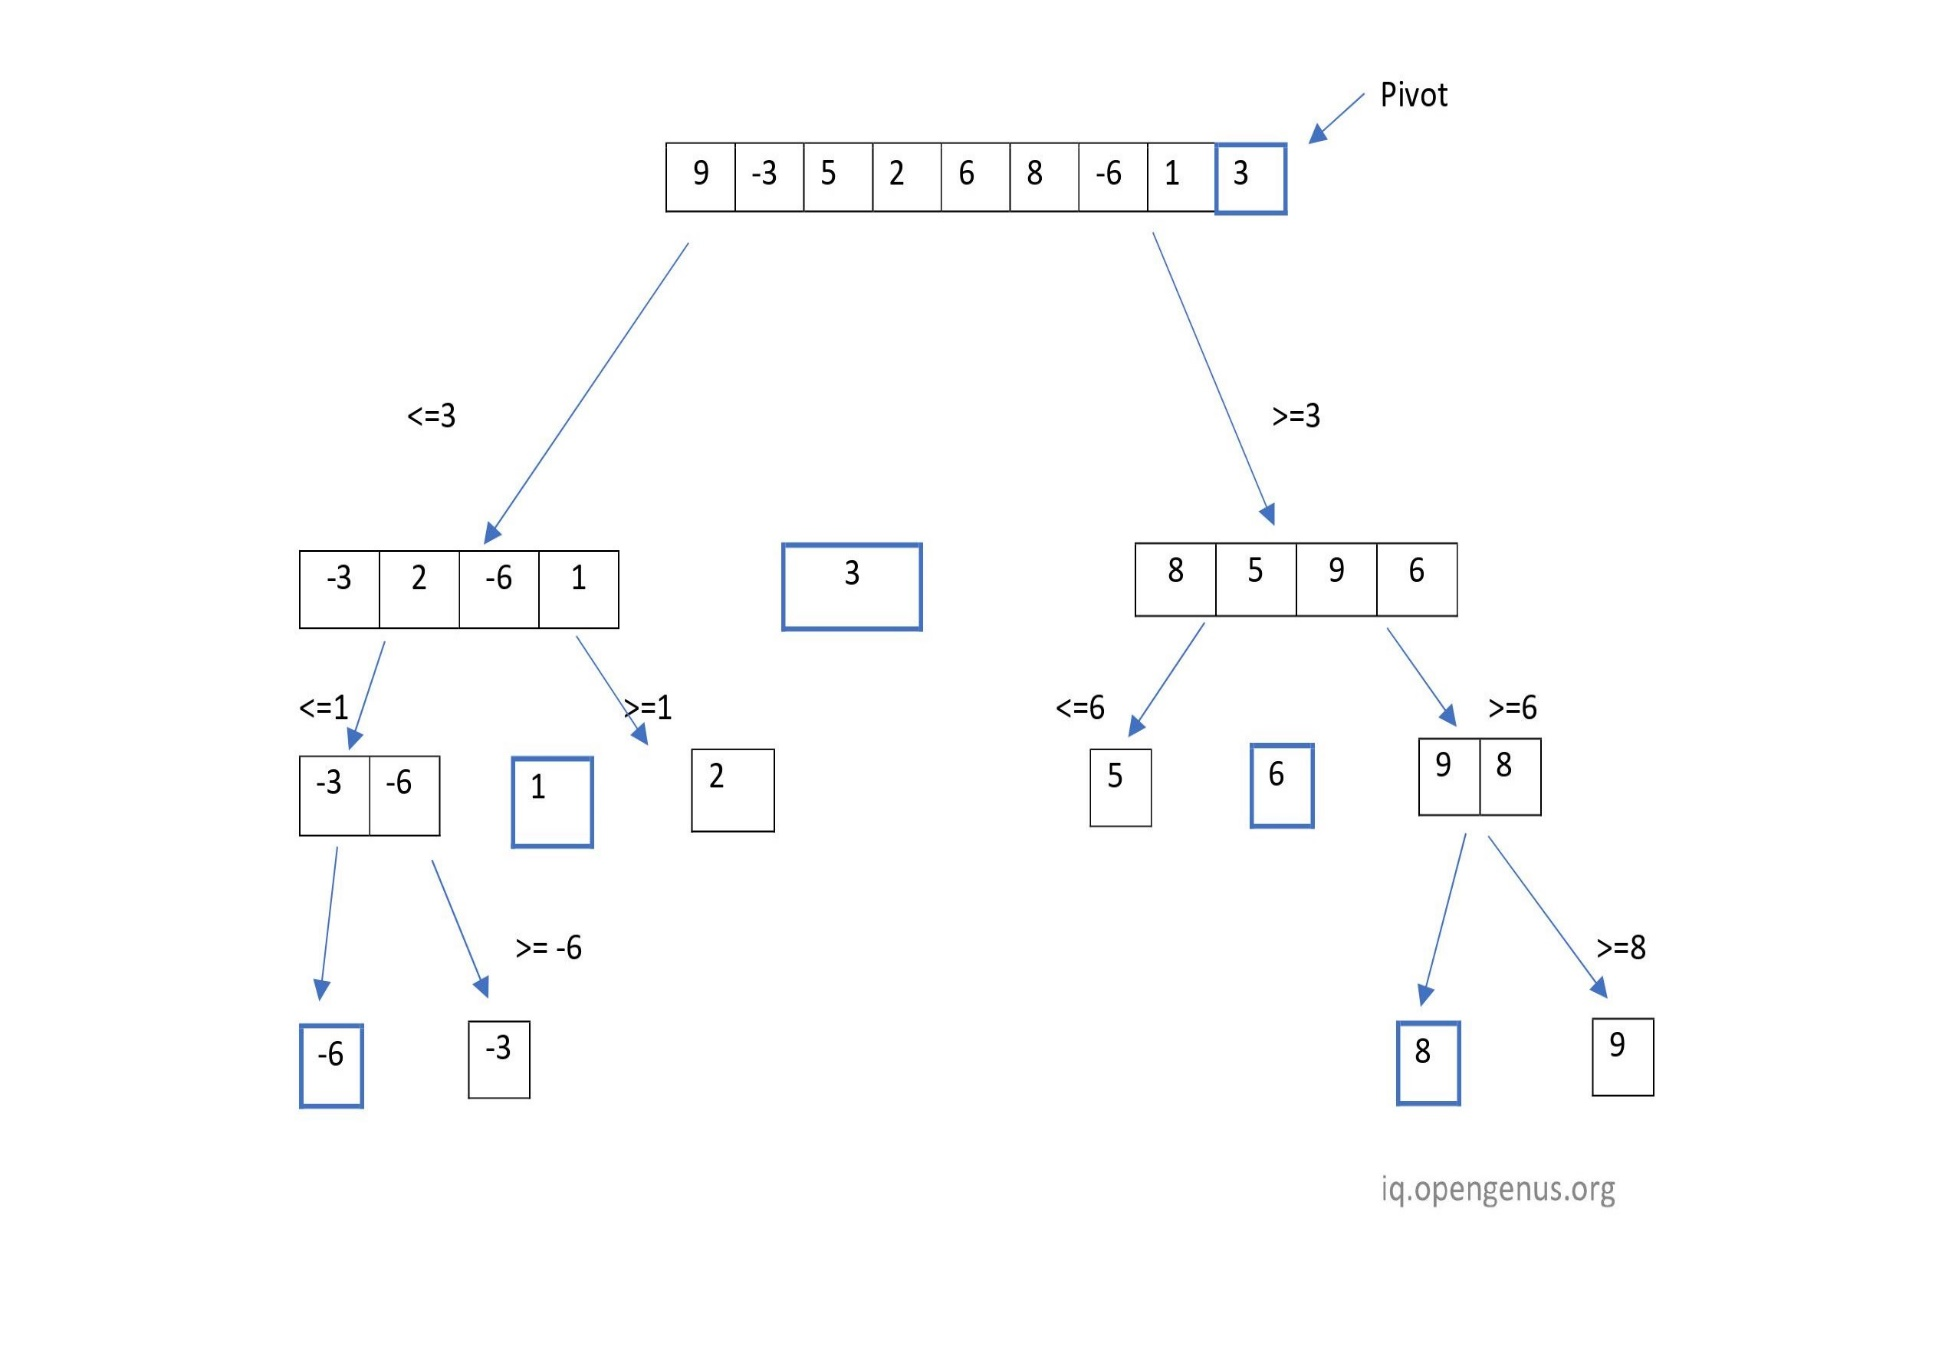 Pivot
9 -3 5 2 6 8 -6 1 3
<=3 >=3
-3 2 -6 1 3 8 5 9 6
<=1 >=1 <=6 >=6
-3 -6 1 2 5 6 9 8
>= -6 >=8
-6 -3 8 9
iq.opengenus.org